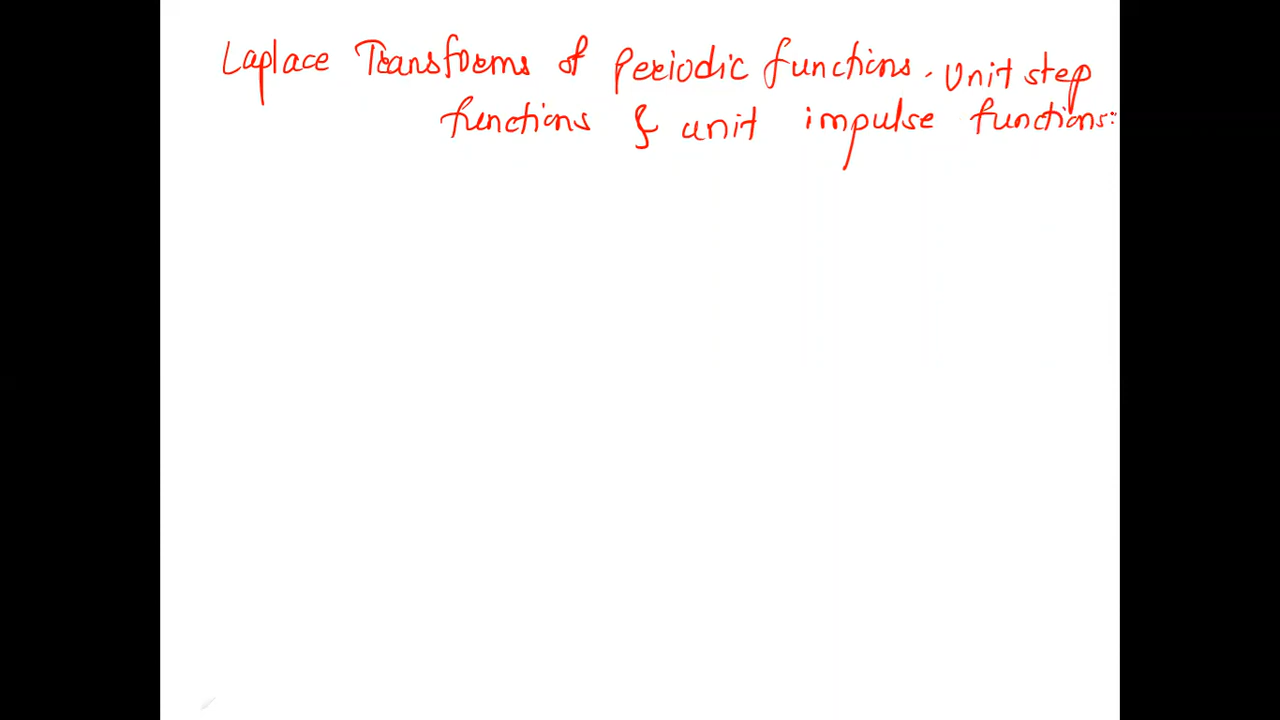 Laplace Transforms of Periodic functions. Unit step
functions & unit impulse functions: